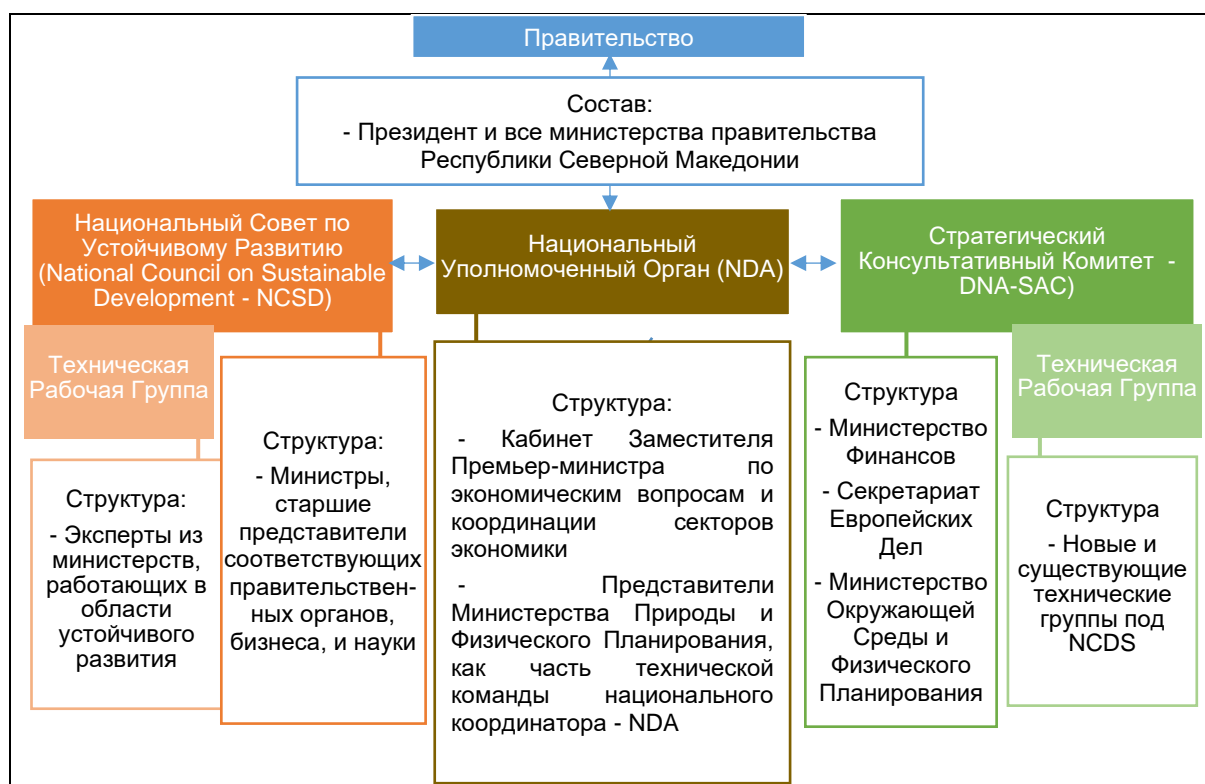 Правительство
Состав:
- Президент и все министерства правительства
Республики Северной Македонии
Национальный Совет по
Устойчивому Развитию
(National Council on Sustainable
Development - NCSD)
Национальный
Уполномоченный Орган (NDA)
Стратегический
Консультативный Комитет -
DNA-SAC)
Техническая
Рабочая Группа
Структура:
- Эксперты из
министерств,
работающих в
области
устойчивого
развития
Структура:
- Министры,
старшие
представители
соответствующих
правительствен-
ных органов,
бизнеса, и науки
Структура:
- Кабинет Заместителя
Премьер-министра по
экономическим вопросам и
координации секторов
экономики
- Представители
Министерства Природы и
Физического Планирования,
как часть технической
команды национального
координатора - NDA
Структура
- Министерство
Финансов
- Секретариат
Европейских
Дел
- Министерство
Окружающей
Среды и
Физического
Планирования
Техническая
Рабочая Группа
Структура
- Новые и
существующие
технические
группы под
NCDS